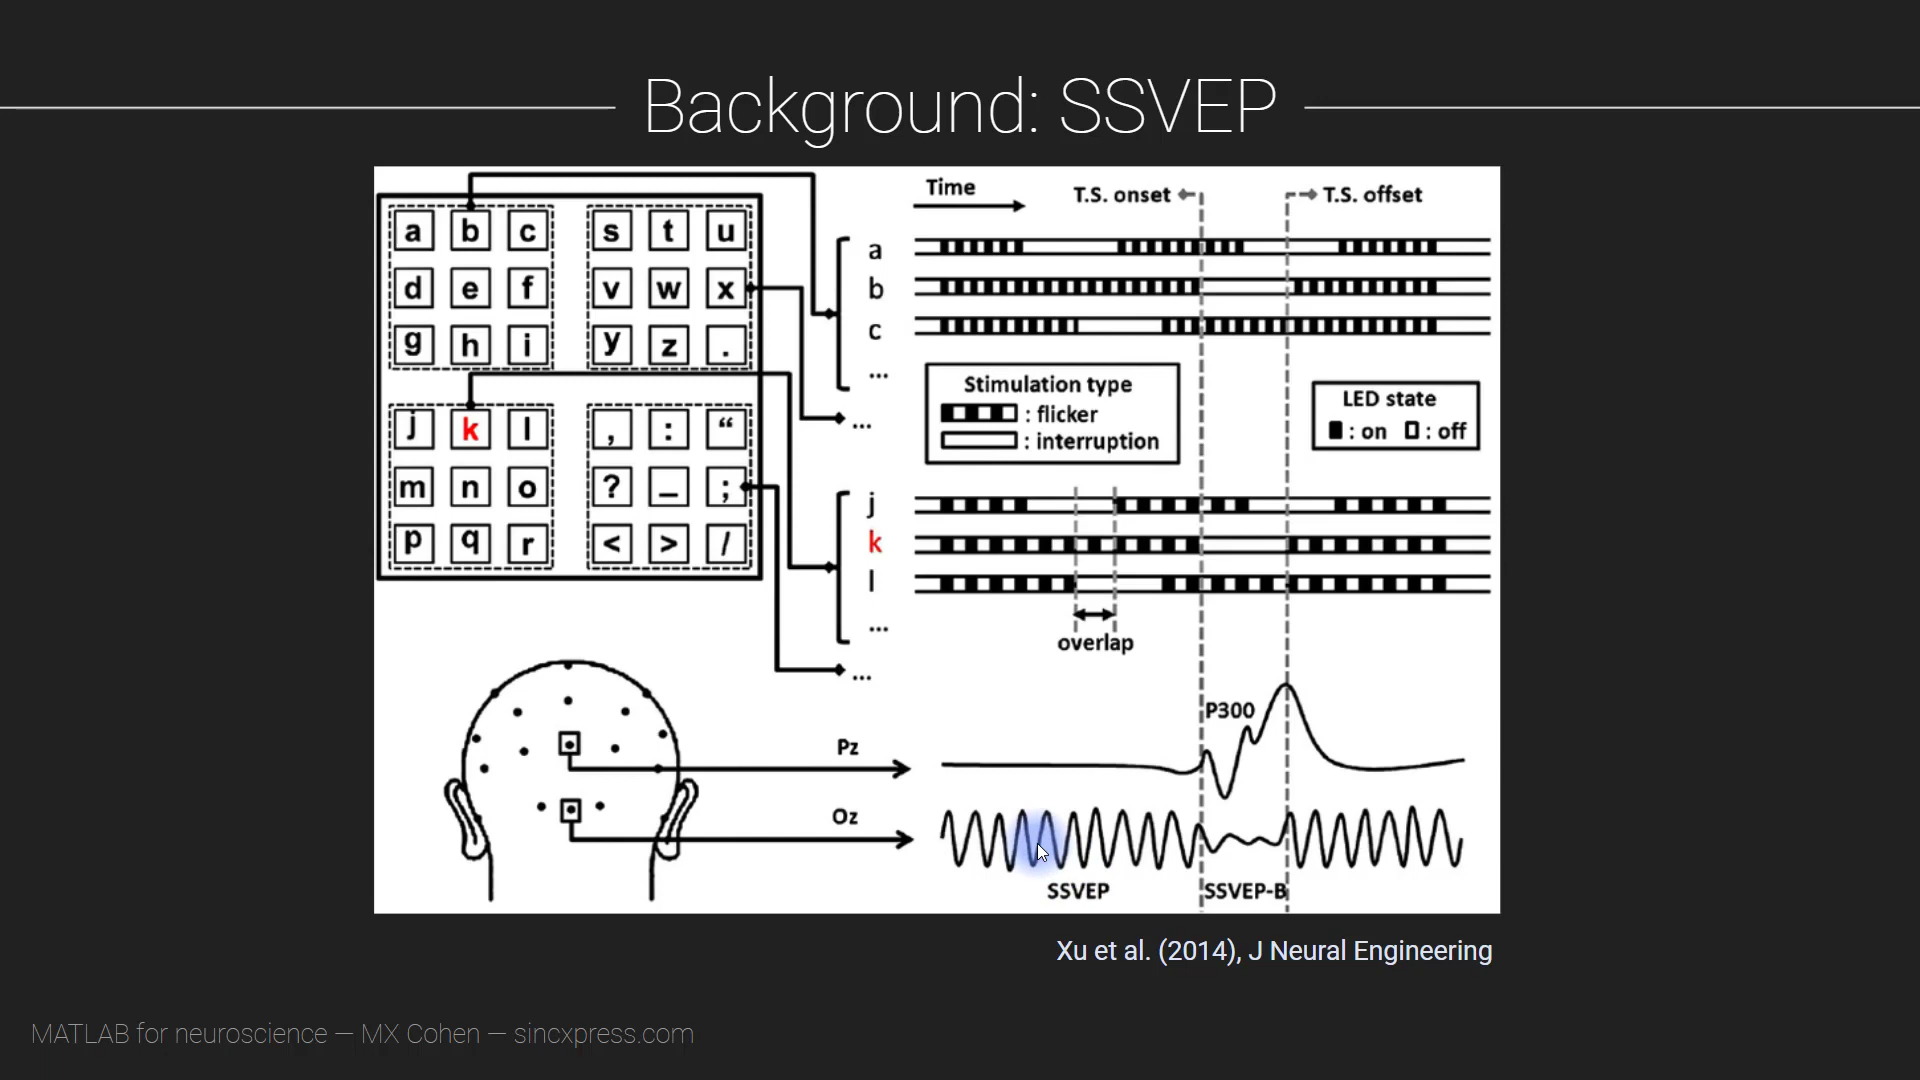 Background: SSVEP
a b c s t u
d e f v w x
g h i y z .
j k l , : “
m n o ? _ ;
p q r < > /
Time
T.S. onset
T.S. offset
a
b
c
...
...
Stimulation type
: flicker
: interruption
LED state
: on : off
j
k
l
...
...
overlap
P300
Pz
Oz
SSVEP
SSVEP-B
Xu et al. (2014), J Neural Engineering
MATLAB for neuroscience — MX Cohen — sincxpress.com